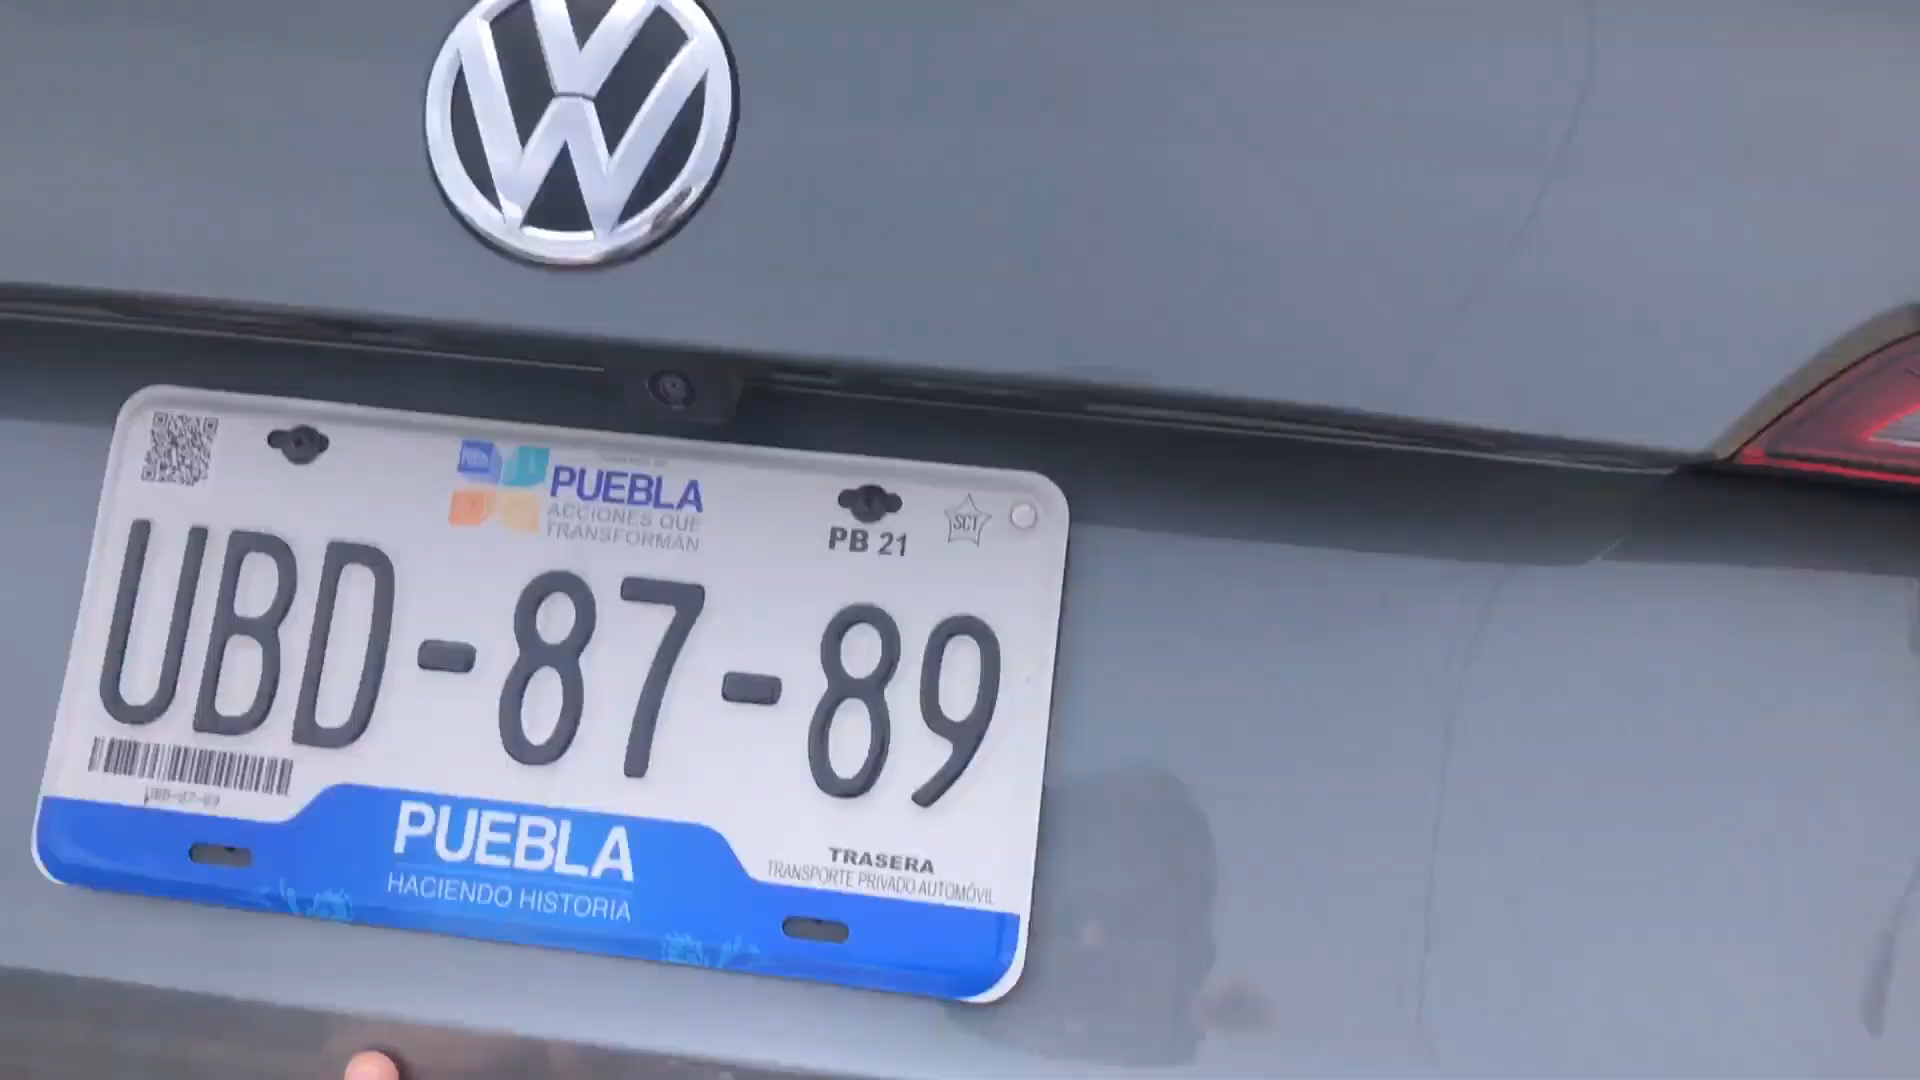 PUEBLA
ACCIONES QUE
TRANSFORMAN
PB 21
SCT
UBD-87-89
UBD-87-89
PUEBLA
HACIENDO HISTORIA
TRASERA
TRANSPORTE PRIVADO AUTOMÓVIL